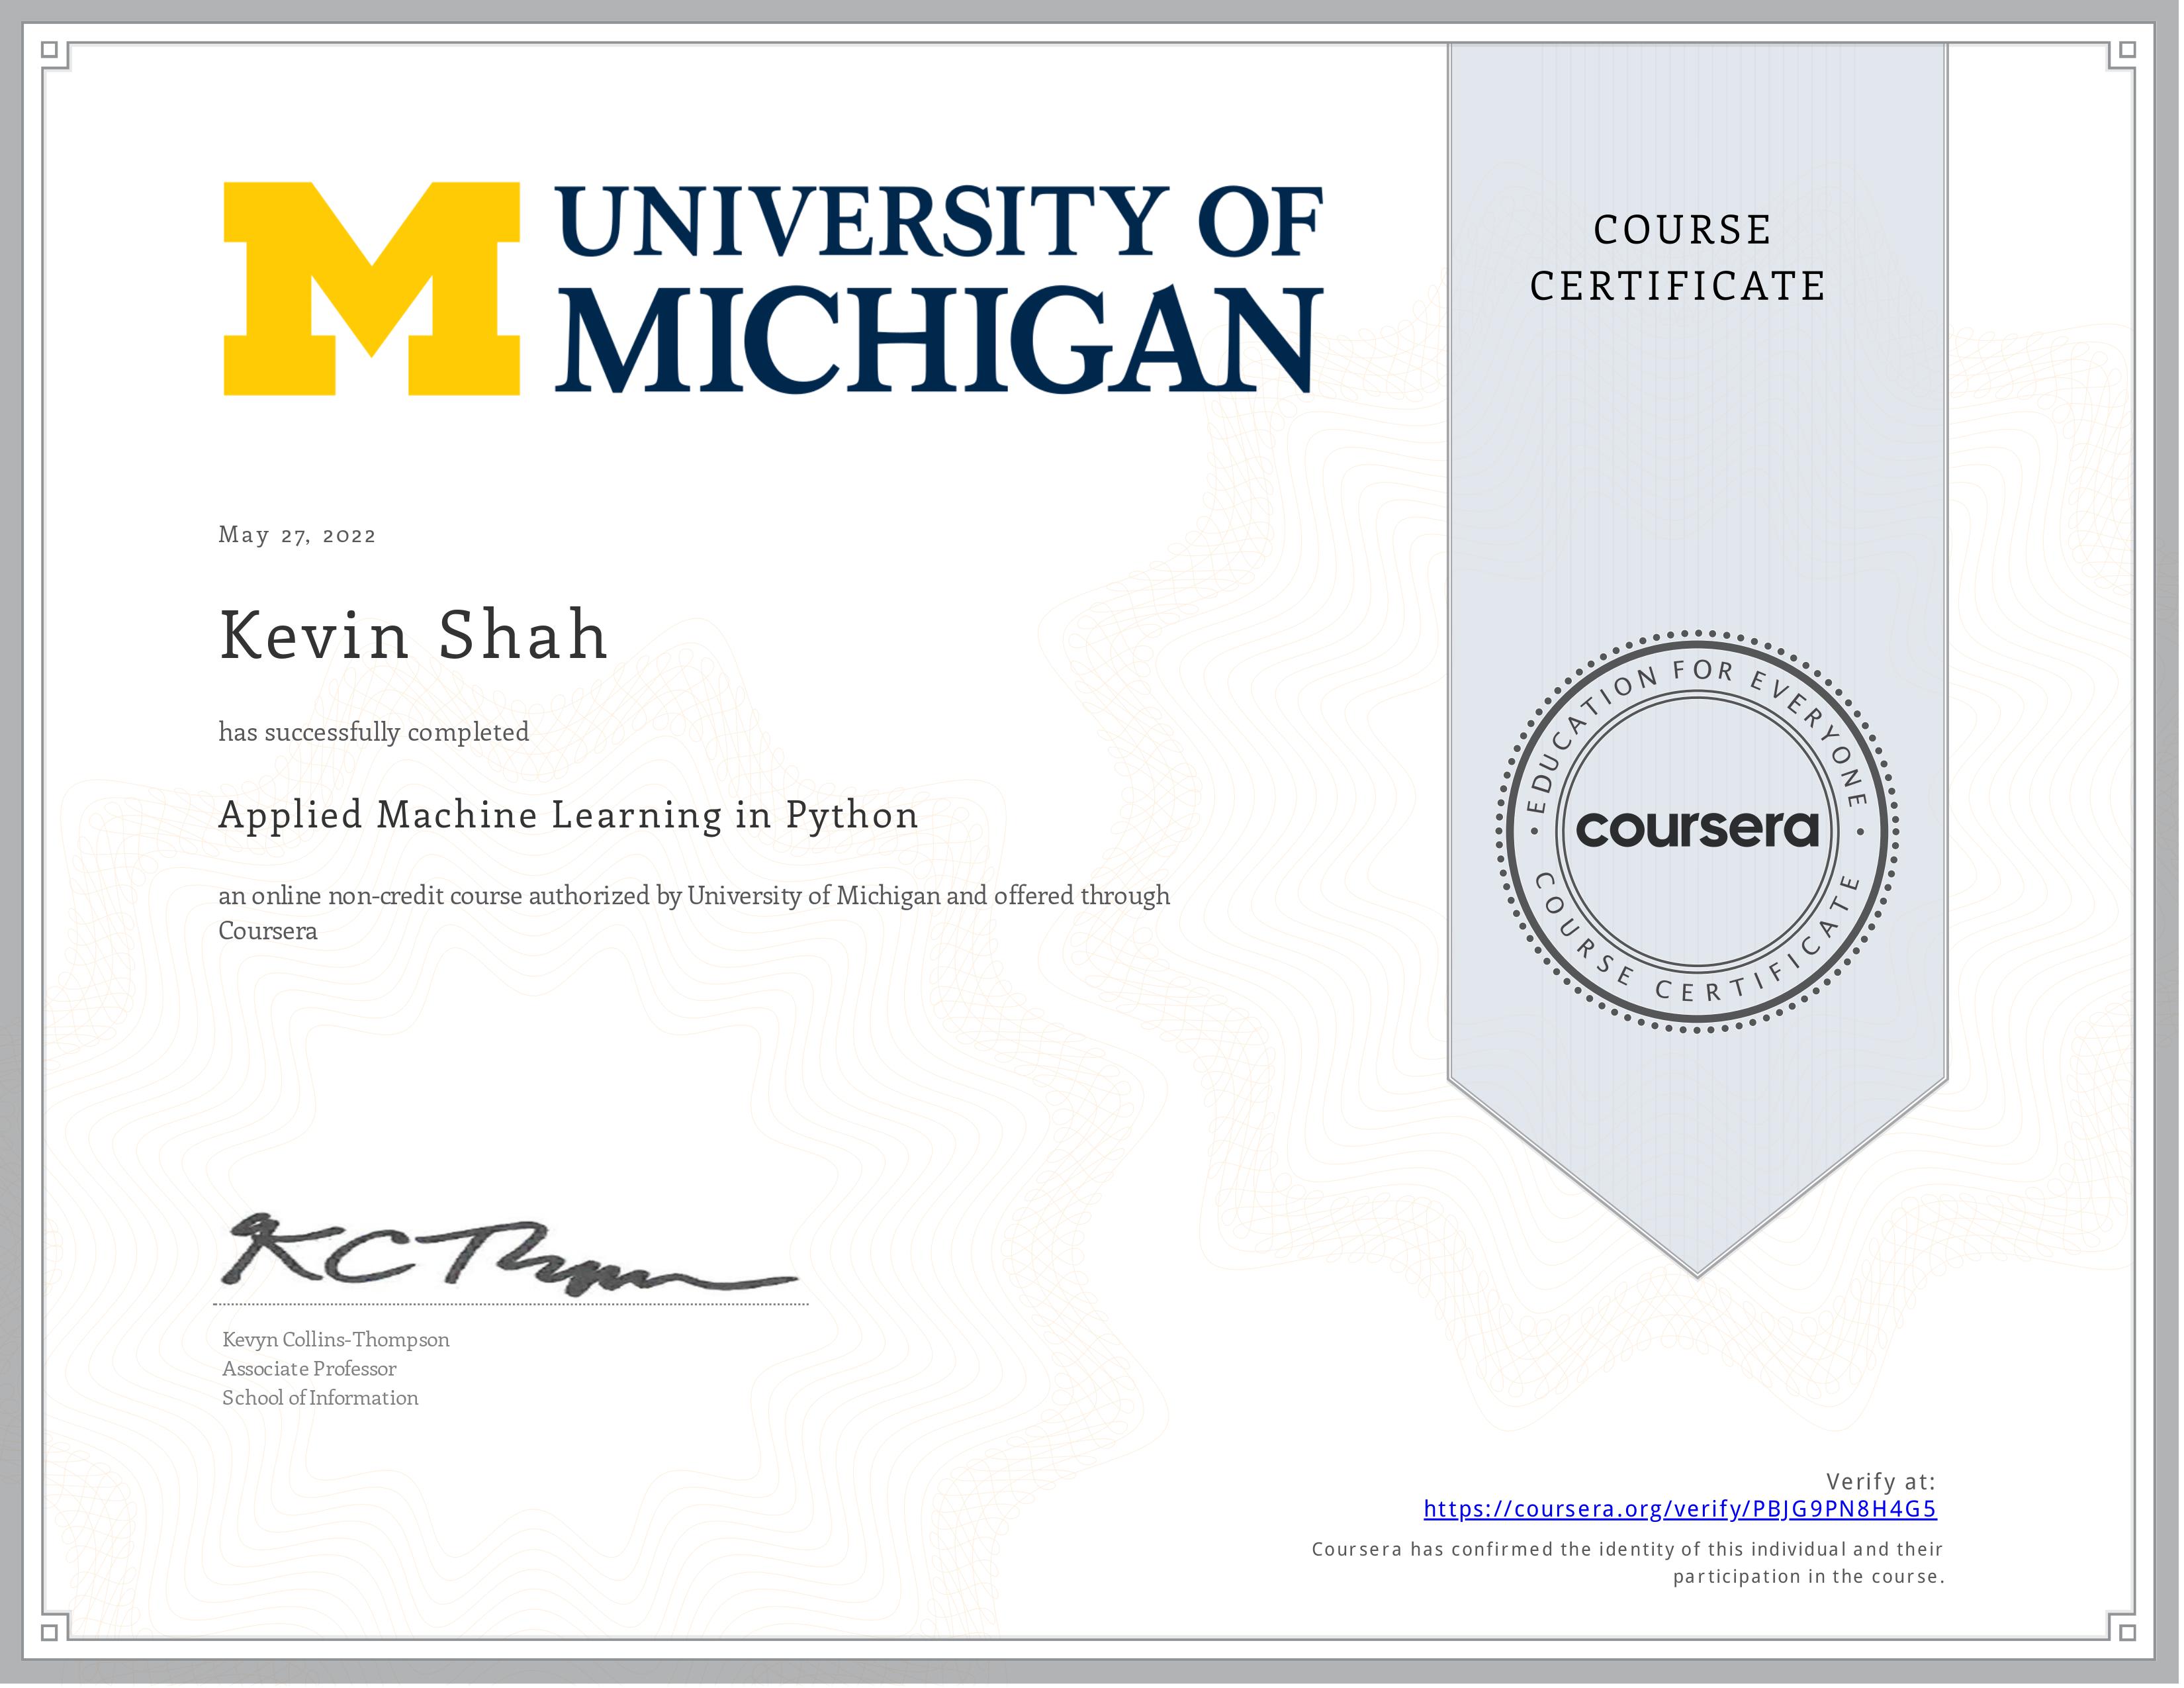 UNIVERSITY OF
MICHIGAN
COURSE
CERTIFICATE
May 27, 2022
Kevin Shah
has successfully completed
Applied Machine Learning in Python
an online non-credit course authorized by University of Michigan and offered through
Coursera
EDUCATION FOR EVERYONE
coursera
COURSE CERTIFICATE
KC Thompson
Kevyn Collins-Thompson
Associate Professor
School of Information
Verify at:
https://coursera.org/verify/PBJG9PN8H4G5
Coursera has confirmed the identity of this individual and their
participation in the course.